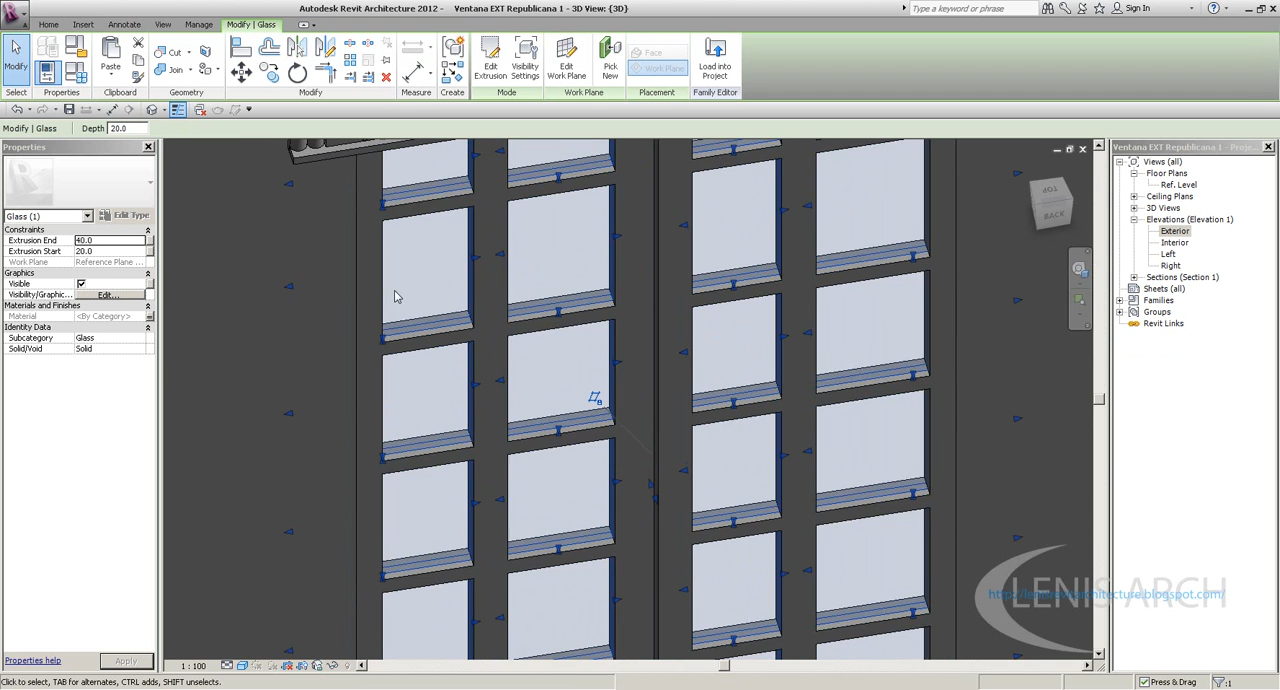 Autodesk Revit Architecture 2012 - Ventana EXT Republicana 1 - 3D View: {3D}
Type a keyword or phrase
Sign In
Home Insert Annotate View Manage Modify | Glass
Modify
Paste
Cut
Join
Edit Extrusion
Visibility Settings
Edit Work Plane
Pick New
Face
Work Plane
Load into Project
Select Properties Clipboard Geometry Modify Measure Create Mode Work Plane Placement Family Editor
Modify | Glass Depth 20.0
Properties
Glass (1) Edit Type
Constraints
Extrusion End 40.0
Extrusion Start 20.0
Work Plane Reference Plane ...
Graphics
Visible
Visibility/Graphic... Edit...
Materials and Finishes
Material <By Category>
Identity Data
Subcategory Glass
Solid/Void Solid
Properties help Apply
TOP
BACK
Ventana EXT Republicana 1 - Proje...
Views (all)
Floor Plans
Ref. Level
Ceiling Plans
3D Views
Elevations (Elevation 1)
Exterior
Interior
Left
Right
Sections (Section 1)
Sheets (all)
Families
Groups
Revit Links
LENIS ARCH
1 : 100
Click to select, TAB for alternates, CTRL adds, SHIFT unselects.
Press & Drag
:1